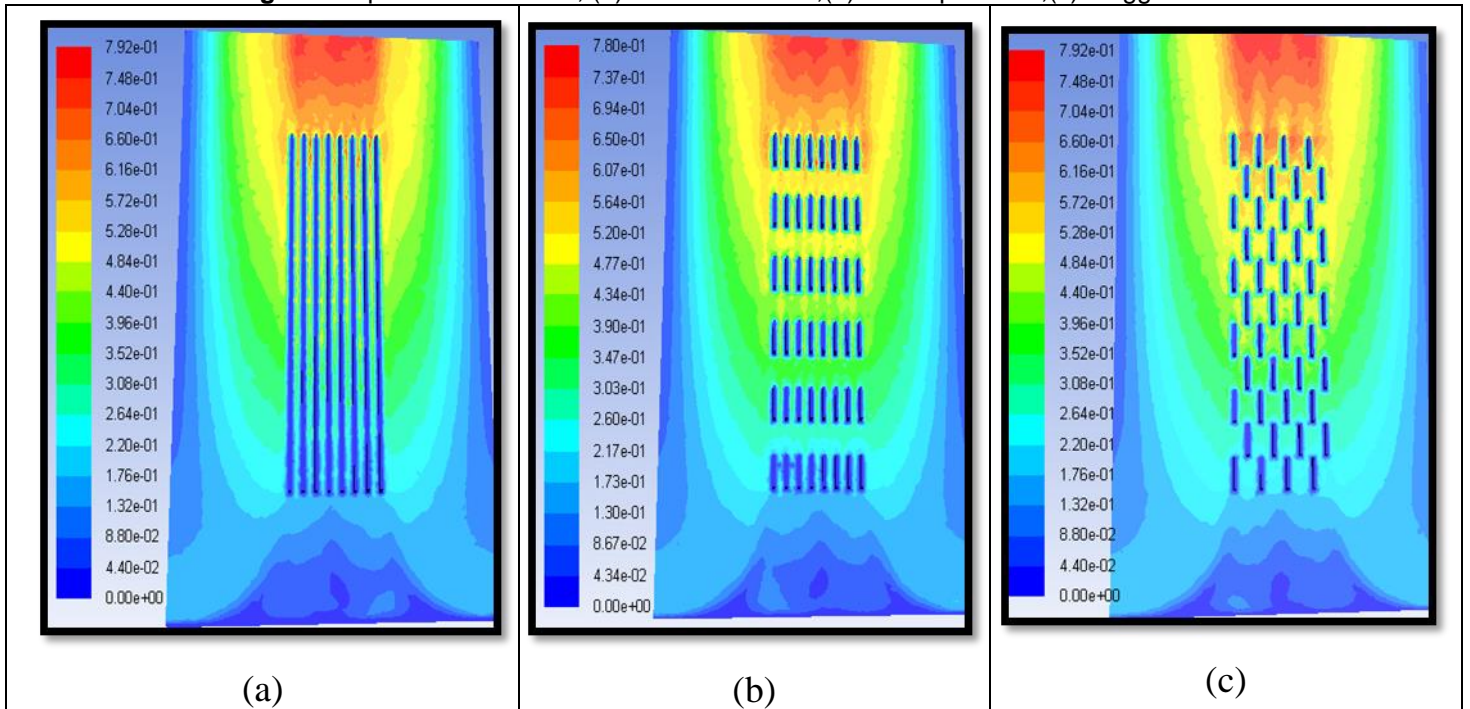 7.92e-01
7.48e-01
7.04e-01
6.60e-01
6.16e-01
5.72e-01
5.28e-01
4.84e-01
4.40e-01
3.96e-01
3.52e-01
3.08e-01
2.64e-01
2.20e-01
1.76e-01
1.32e-01
8.80e-02
4.40e-02
0.00e+00
(a)
7.80e-01
7.37e-01
6.94e-01
6.50e-01
6.07e-01
5.64e-01
5.20e-01
4.77e-01
4.34e-01
3.90e-01
3.47e-01
3.03e-01
2.60e-01
2.17e-01
1.73e-01
1.30e-01
8.67e-02
4.34e-02
0.00e+00
(b)
7.92e-01
7.48e-01
7.04e-01
6.60e-01
6.16e-01
5.72e-01
5.28e-01
4.84e-01
4.40e-01
3.96e-01
3.52e-01
3.08e-01
2.64e-01
2.20e-01
1.76e-01
1.32e-01
8.80e-02
4.40e-02
0.00e+00
(c)